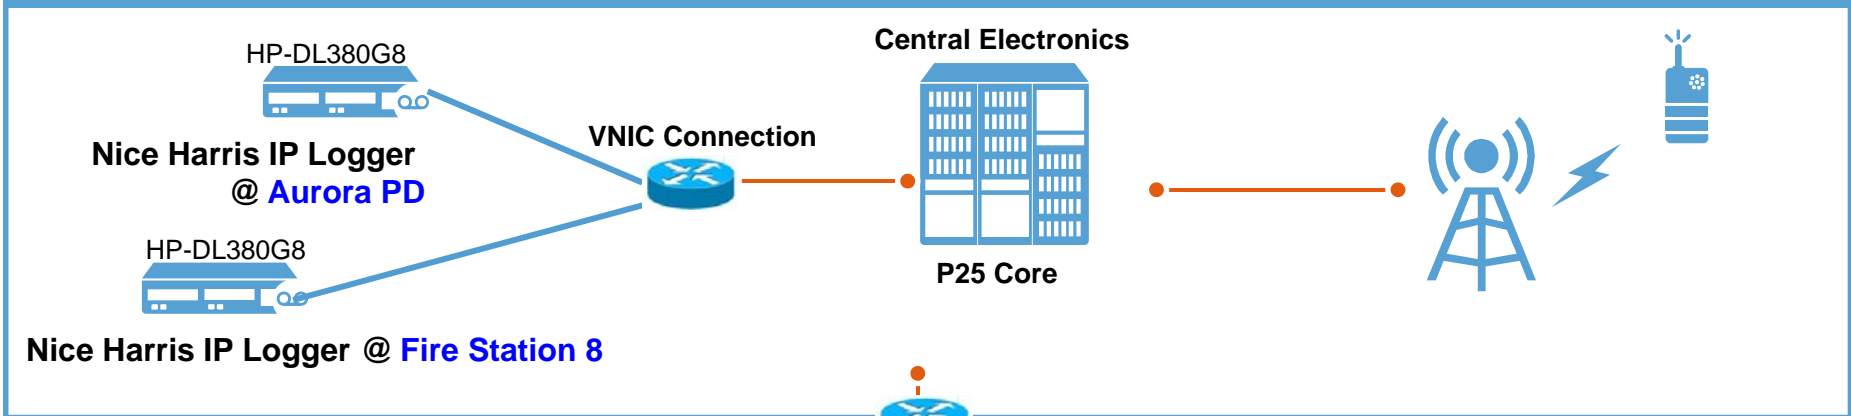 HP-DL380G8
Nice Harris IP Logger
@ Aurora PD
HP-DL380G8
Nice Harris IP Logger @ Fire Station 8
VNIC Connection
Central Electronics
P25 Core